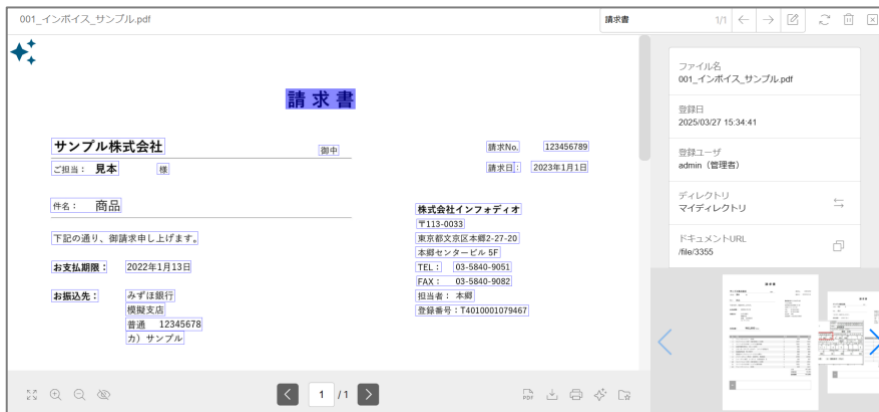 001_インボイス_サンプル.pdf
請求書 1/1
請求書
サンプル株式会社 御中
ご担当： 見本 様
件名： 商品
下記の通り、御請求申し上げます。
お支払期限： 2022年1月13日
お振込先： みずほ銀行
模擬支店
普通 12345678
カ）サンプル
請求No. 123456789
請求日： 2023年1月1日
株式会社インフォディオ
〒113-0033
東京都文京区本郷2-27-20
本郷センタービル 5F
TEL： 03-5840-9051
FAX： 03-5840-9082
担当者： 本郷
登録番号：T4010001079467
ファイル名
001_インボイス_サンプル.pdf
登録日
2025/03/27 15:34:41
登録ユーザ
admin（管理者）
ディレクトリ
マイディレクトリ
ドキュメントURL
/file/3355
1 /1
PDF